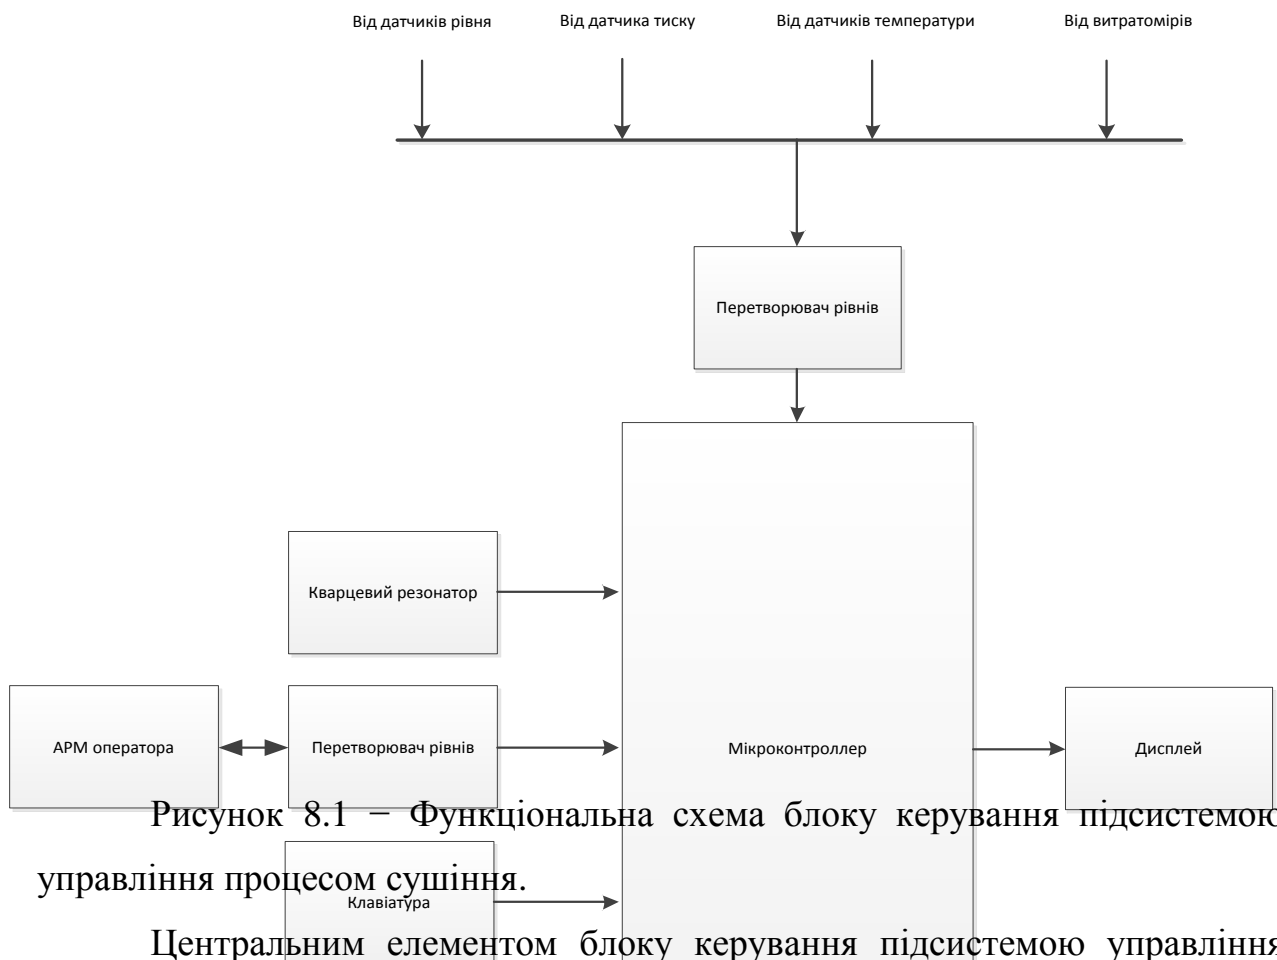 Від датчиків рівня
Від датчика тиску
Від датчиків температури
Від витратомірів
Перетворювач рівнів
Кварцевий резонатор
АРМ оператора
Перетворювач рівнів
Мікроконтроллер
Дисплей
Рисунок 8.1 − Функціональна схема блоку керування підсистемою
управління процесом сушіння.
Клавіатура
Центральним елементом блоку керування підсистемою управління